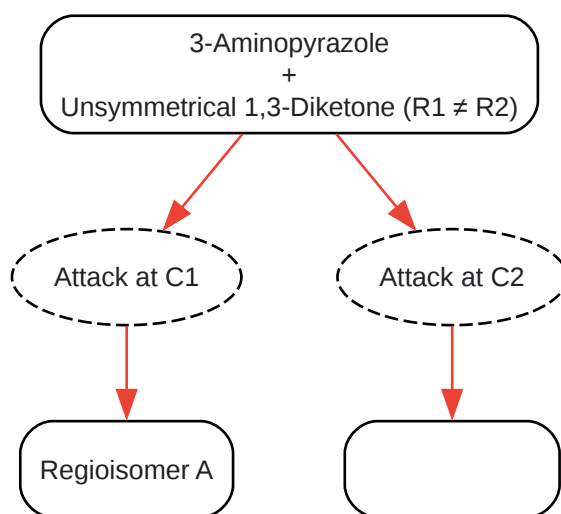 3-Aminopyrazole
+
Unsymmetrical 1,3-Diketone (R1 ≠ R2)
Attack at C1
Attack at C2
Regioisomer A